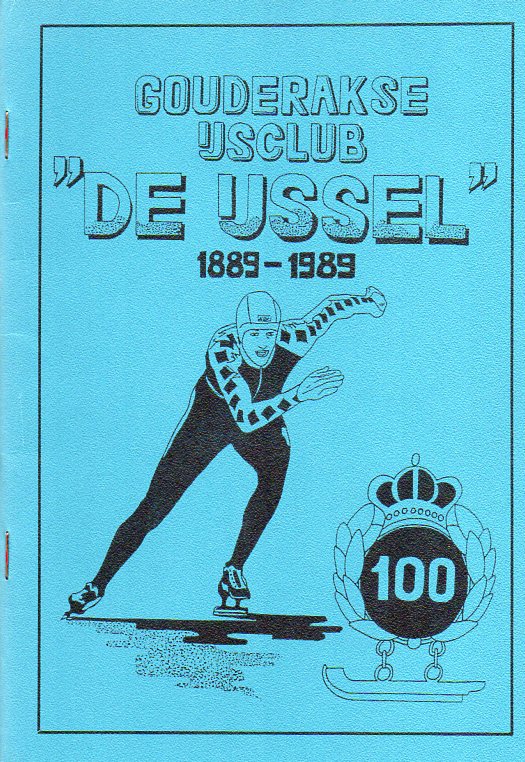 GOUDERAKSE
IJSCLUB
"DE IJSSEL"
1889-1989
100